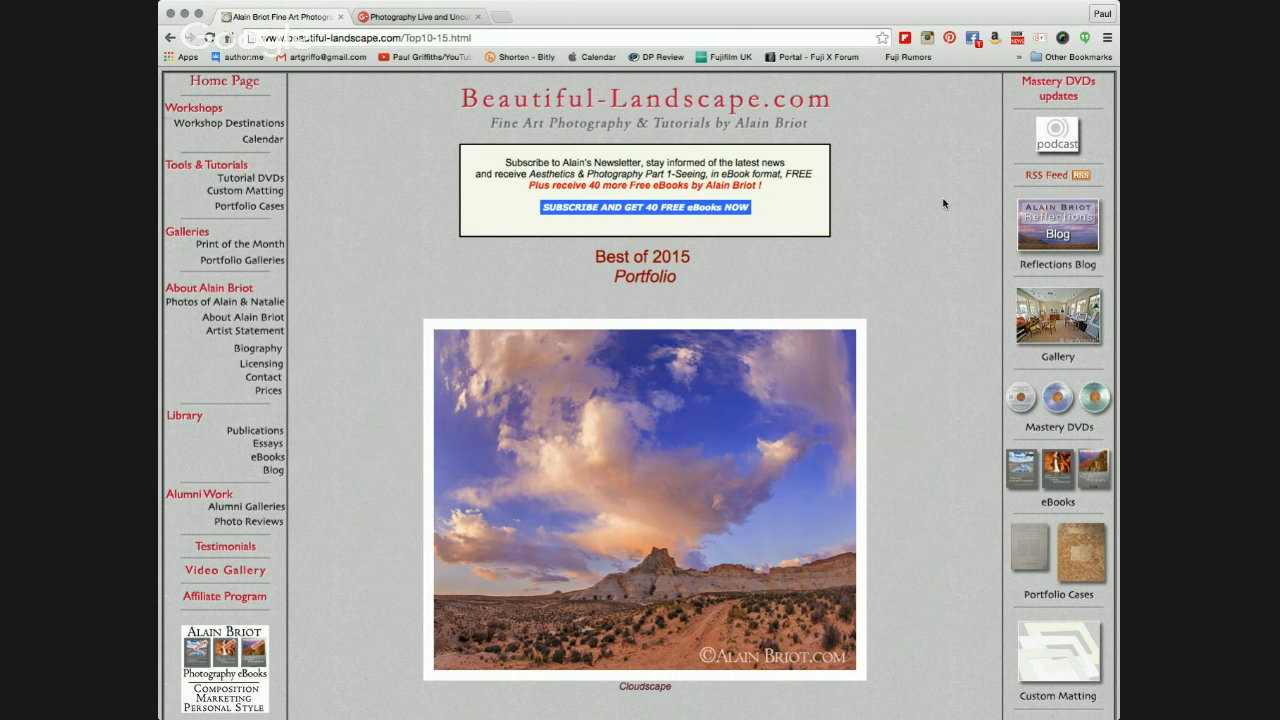 Alain Briot Fine Art Photogra
Photography Live and Uncu
Paul
Google
www.beautiful-landscape.com/Top10-15.html
Apps
author:me
artgriffo@gmail.com
Paul Griffiths/YouTu
Shorten - Bitly
Calendar
DP Review
Fujifilm UK
Portal - Fuji X Forum
Fuji Rumors
»
Other Bookmarks
Home Page
Workshops
Workshop Destinations
Calendar
Tools & Tutorials
Tutorial DVDs
Custom Matting
Portfolio Cases
Galleries
Print of the Month
Portfolio Galleries
About Alain Briot
Photos of Alain & Natalie
About Alain Briot
Artist Statement
Biography
Licensing
Contact
Prices
Library
Publications
Essays
eBooks
Blog
Alumni Work
Alumni Galleries
Photo Reviews
Testimonials
Video Gallery
Affiliate Program
ALAIN BRIOT
Photography eBooks
COMPOSITION
MARKETING
PERSONAL STYLE
Beautiful-Landscape.com
Fine Art Photography & Tutorials by Alain Briot
Subscribe to Alain's Newsletter, stay informed of the latest news
and receive Aesthetics & Photography Part 1-Seeing, in eBook format, FREE
Plus receive 40 more Free eBooks by Alain Briot !
SUBSCRIBE AND GET 40 FREE eBooks NOW
Best of 2015
Portfolio
©ALAIN BRIOT.COM
Cloudscape
Mastery DVDs
updates
podcast
RSS Feed RSS
ALAIN BRIOT
Reflections
Blog
Reflections Blog
Gallery
Mastery DVDs
eBooks
Portfolio Cases
Custom Matting